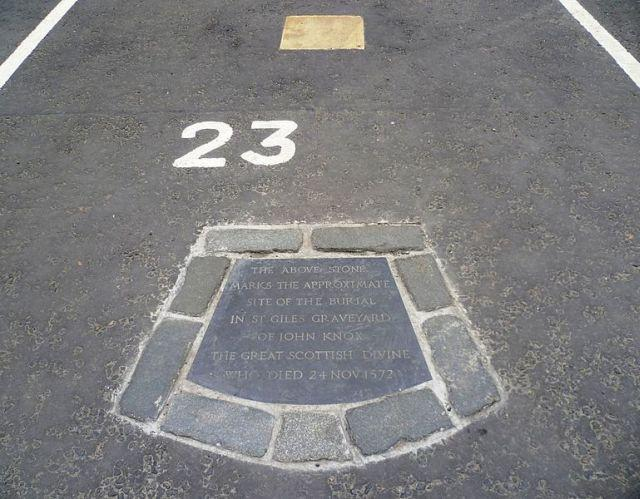 23
THE ABOVE STONE
MARKS THE APPROXIMATE
SITE OF THE BURIAL
IN ST GILES GRAVEYARD
OF JOHN KNOX
THE GREAT SCOTTISH DIVINE
WHO DIED 24 NOV 1572